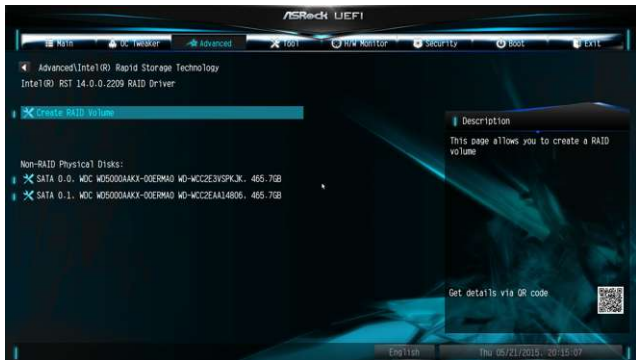 ASRock UEFI
Main OC Tweaker Advanced Tool H/W Monitor Security Boot Exit
Advanced\Intel(R) Rapid Storage Technology
Intel(R) RST 14.0.0.2209 RAID Driver
Create RAID Volume
Description
This page allows you to create a RAID
volume
Non-RAID Physical Disks:
SATA 0.0. WDC WD5000AAKX-00ERMA0 WD-WCC2E3VSPKJK. 465.7GB
SATA 0.1. WDC WD5000AAKX-00ERMA0 WD-WCC2EAA14806. 465.7GB
Get details via QR code
English Thu 05/21/2015. 20:15:07